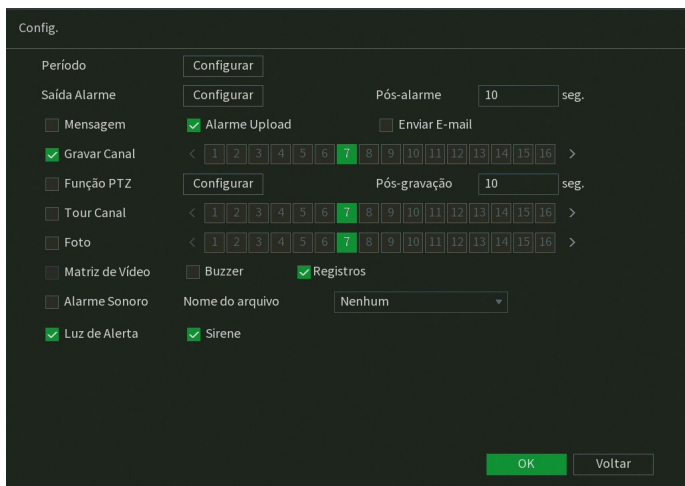 Config.
Período Configurar
Saída Alarme Configurar Pós-alarme 10 seg.
Mensagem Alarme Upload Enviar E-mail
Gravar Canal < 1 2 3 4 5 6 7 8 9 10 11 12 13 14 15 16 >
Função PTZ Configurar Pós-gravação 10 seg.
Tour Canal < 1 2 3 4 5 6 7 8 9 10 11 12 13 14 15 16 >
Foto < 1 2 3 4 5 6 7 8 9 10 11 12 13 14 15 16 >
Matriz de Vídeo Buzzer Registros
Alarme Sonoro Nome do arquivo Nenhum
Luz de Alerta Sirene
OK Voltar